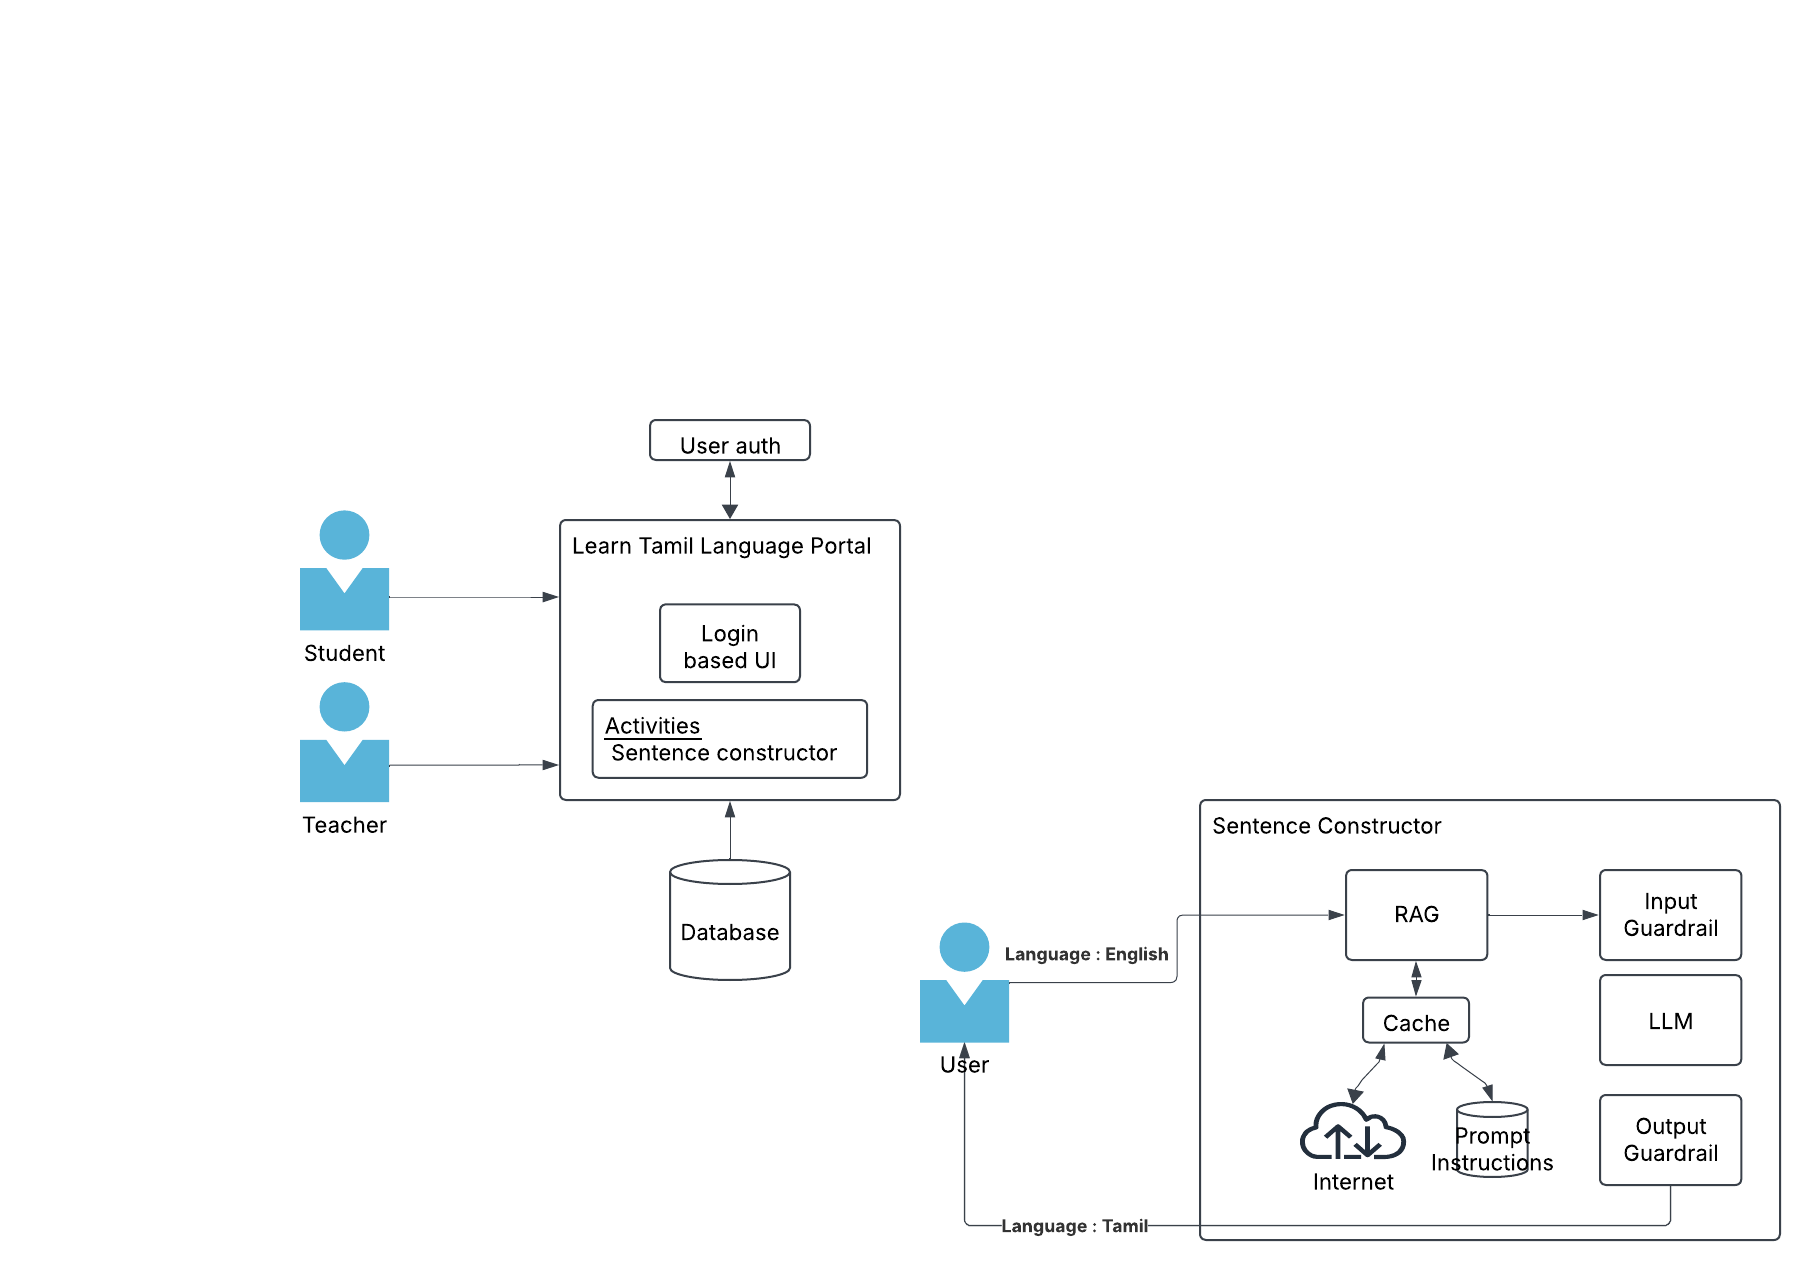 User auth
Learn Tamil Language Portal
Login
based UI
Activities
Sentence constructor
Student
Teacher
Database
Sentence Constructor
RAG
Input
Guardrail
Language : English
LLM
Cache
User
Output
Guardrail
Prompt
Instructions
Internet
Language : Tamil